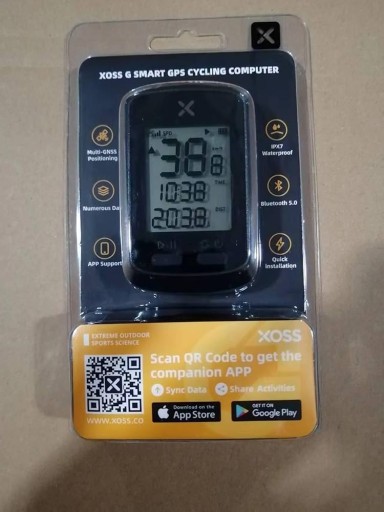 XOSS G SMART GPS CYCLING COMPUTER
Multi-GNSS
Positioning
IPX7
Waterproof
Numerous Da
Bluetooth 5.0
APP Support
Quick
Installation
38
10:38
EXTREME OUTDOOR
SPORTS SCIENCE
XOSS
Scan QR Code to get the
companion APP
Sync Data
Share Activities
Download on the
App Store
GET IT ON
Google Play
WWW.XOSS.CO